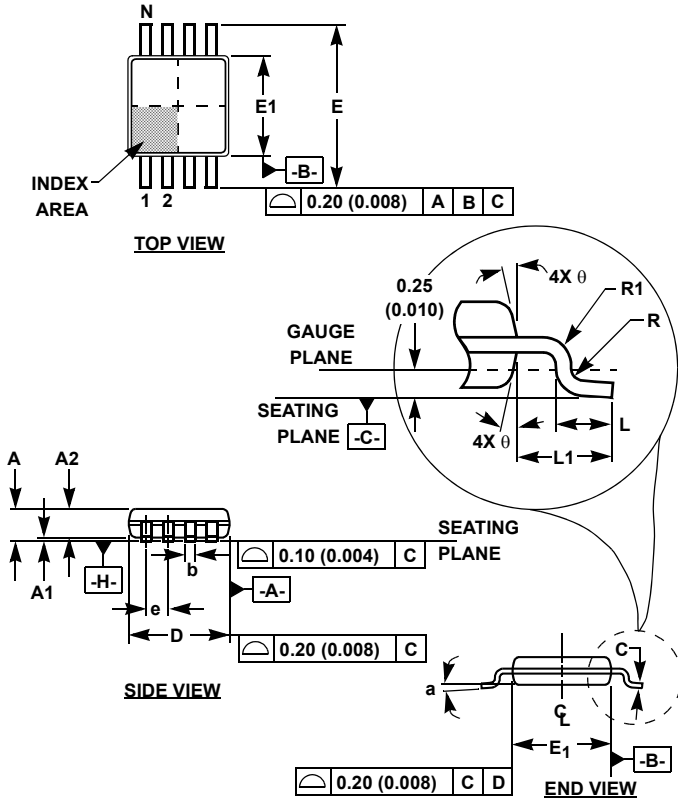 N
E1
E
-B-
INDEX
AREA
1 2
0.20 (0.008) A B C
TOP VIEW
0.25
(0.010)
4X θ
R1
R
GAUGE
PLANE
SEATING
PLANE
-C-
4X θ
L
L1
A
A2
A1
-H-
b
e
D
-A-
SEATING
PLANE
0.10 (0.004) C
0.20 (0.008) C
SIDE VIEW
a
C
CL
E1
-B-
0.20 (0.008) C D
END VIEW